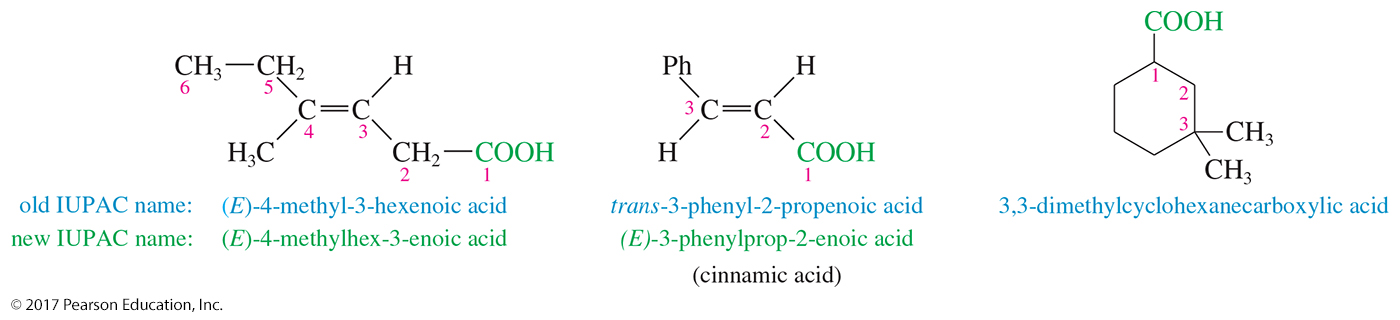 COOH
CH₃—CH₂ H Ph H 1
6 5 3 2
C=C C=C 3 CH₃
4 3 2
H₃C CH₂—COOH H COOH CH₃
2 1 1
old IUPAC name: (E)-4-methyl-3-hexenoic acid trans-3-phenyl-2-propenoic acid 3,3-dimethylcyclohexanecarboxylic acid
new IUPAC name: (E)-4-methylhex-3-enoic acid (E)-3-phenylprop-2-enoic acid
(cinnamic acid)
© 2017 Pearson Education, Inc.